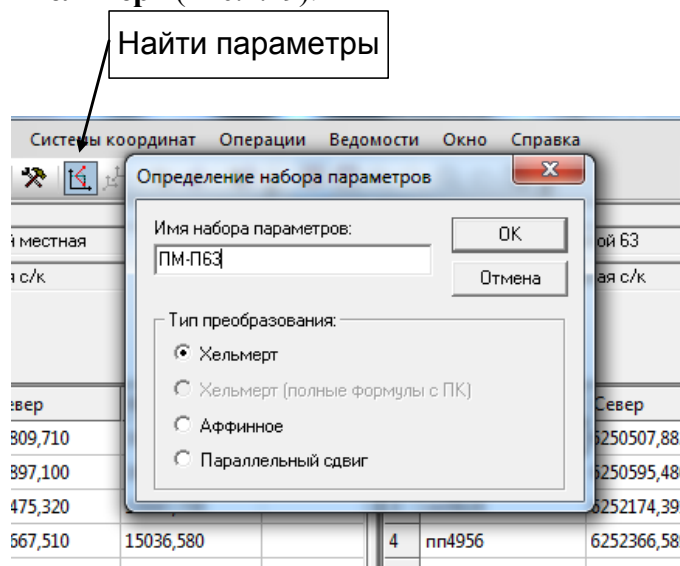 Найти параметры
Системы координат Операции Ведомости Окно Справка
Определение набора параметров
Имя набора параметров:
ПМ-П63
OK
Отмена
Тип преобразования:
Хельмерт
Хельмерт (полные формулы с ПК)
Аффинное
Параллельный сдвиг
местная
ой 63
с/к
ая с/к
Север
809,710
6250507,88
897,100
6250595,48
475,320
6252174,39
667,510 15036,580 4 пп4956 6252366,58